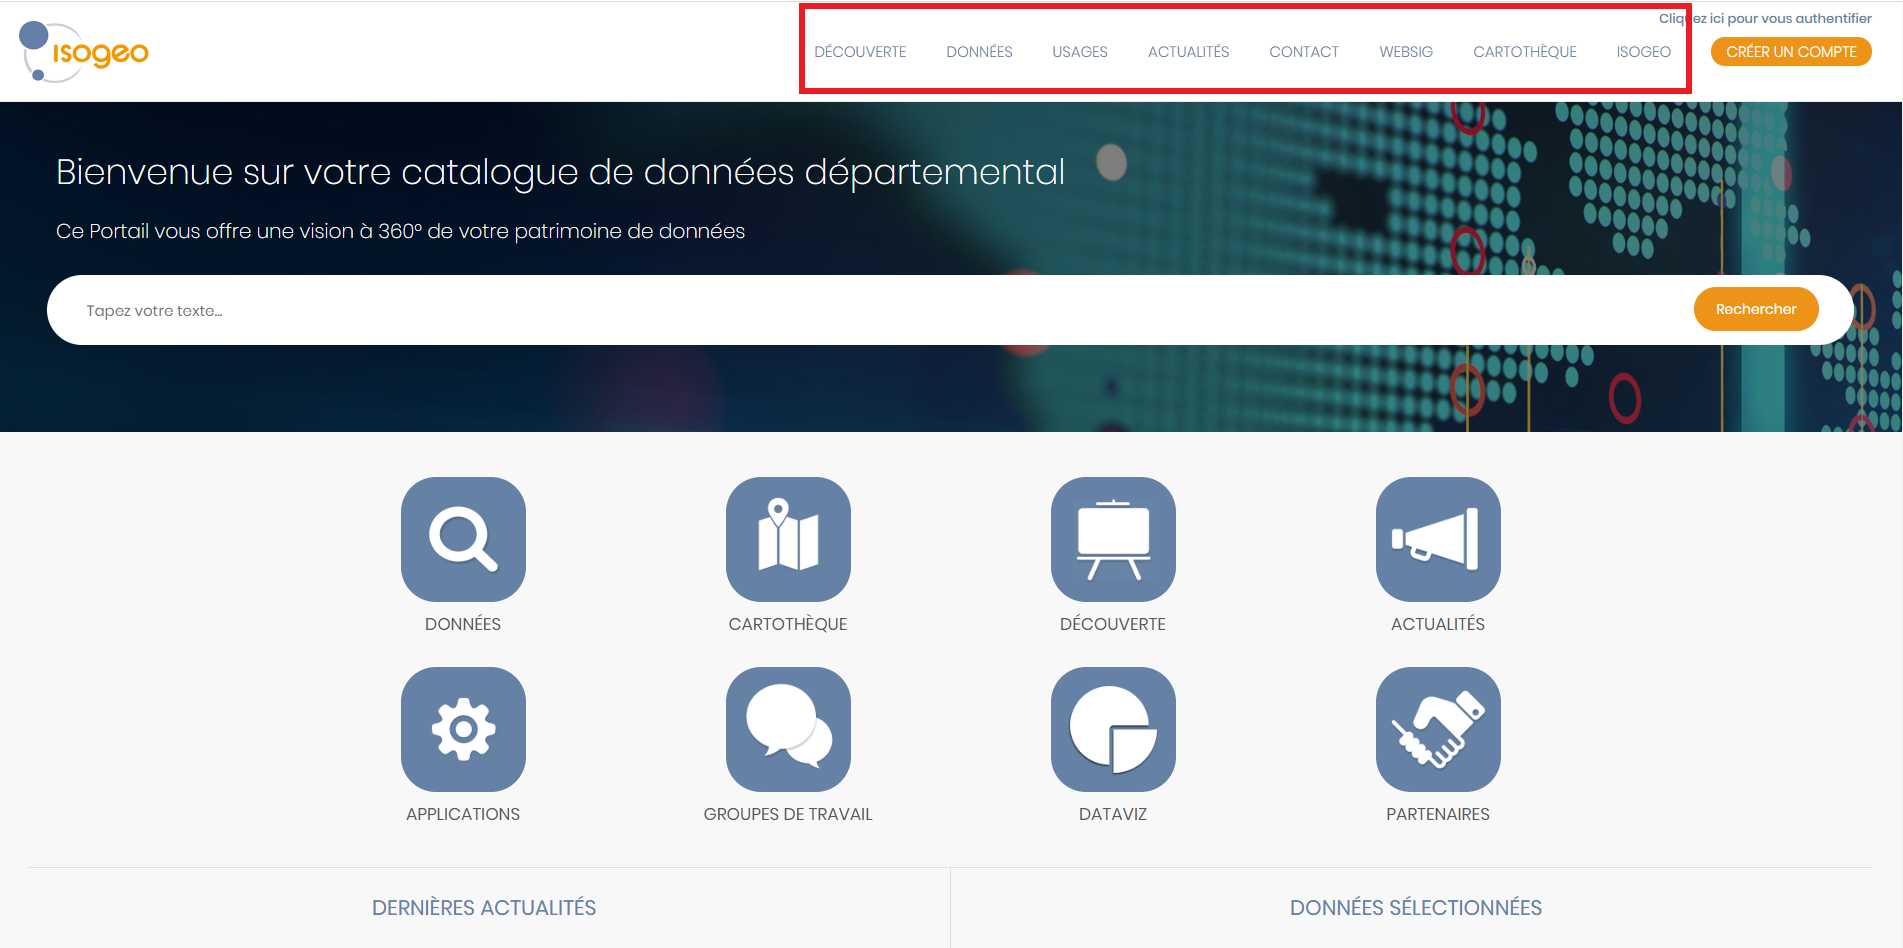 isogeo
Cliquez ici pour vous authentifier
DÉCOUVERTE DONNÉES USAGES ACTUALITÉS CONTACT WEBSIG CARTOTHÈQUE ISOGEO CRÉER UN COMPTE
Bienvenue sur votre catalogue de données départemental
Ce Portail vous offre une vision à 360° de votre patrimoine de données
Tapez votre texte... Rechercher
DONNÉES CARTOTHÈQUE DÉCOUVERTE ACTUALITÉS
APPLICATIONS GROUPES DE TRAVAIL DATAVIZ PARTENAIRES
DERNIÈRES ACTUALITÉS DONNÉES SÉLECTIONNÉES